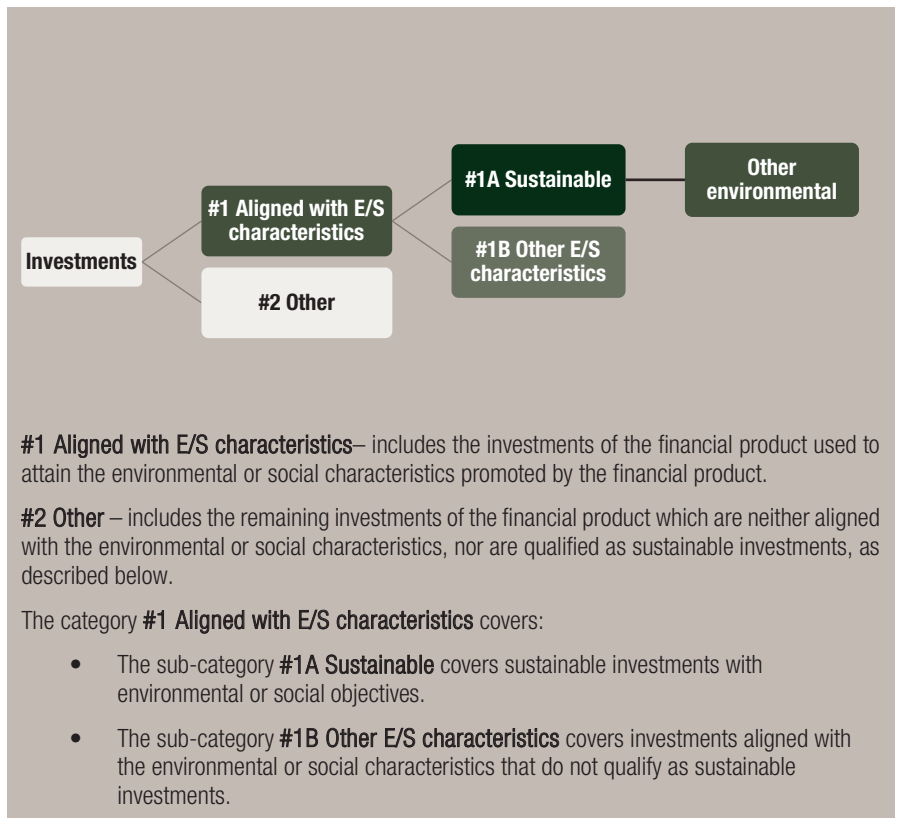 #1A Sustainable
Other
environmental
#1 Aligned with E/S
characteristics
#1B Other E/S
characteristics
Investments
#2 Other
#1 Aligned with E/S characteristics– includes the investments of the financial product used to
attain the environmental or social characteristics promoted by the financial product.
#2 Other – includes the remaining investments of the financial product which are neither aligned
with the environmental or social characteristics, nor are qualified as sustainable investments, as
described below.
The category #1 Aligned with E/S characteristics covers:
• The sub-category #1A Sustainable covers sustainable investments with
environmental or social objectives.
• The sub-category #1B Other E/S characteristics covers investments aligned with
the environmental or social characteristics that do not qualify as sustainable
investments.